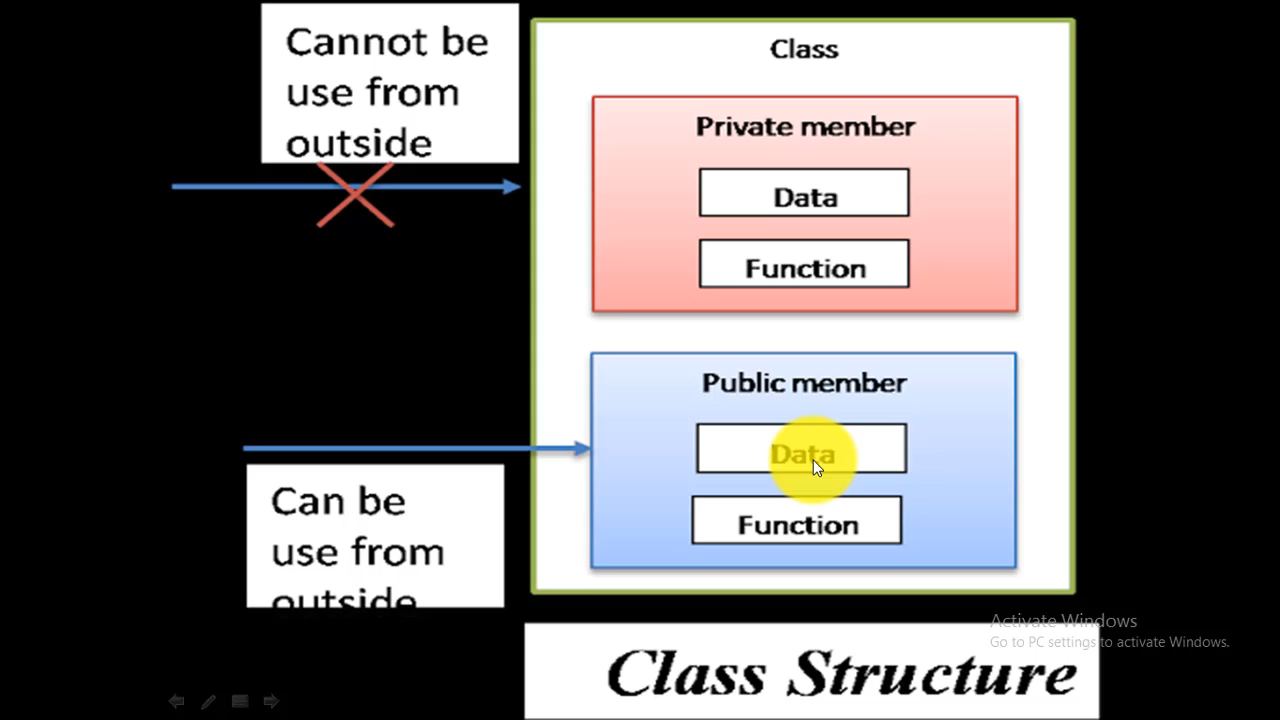 Cannot be
use from
outside
Class
Private member
Data
Function
Public member
Data
Function
Can be
use from
outside
Activate Windows
Go to PC settings to activate Windows.
Class Structure